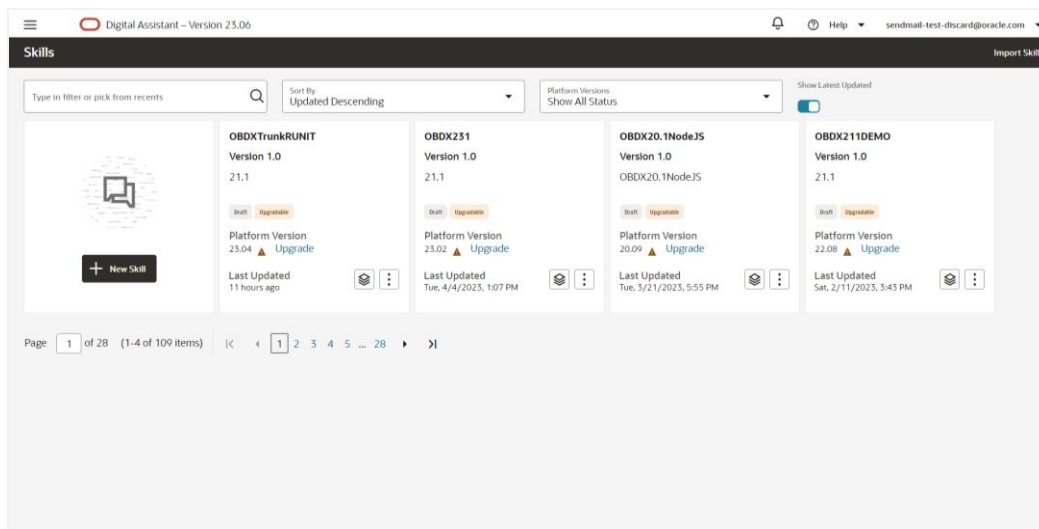 Digital Assistant – Version 23.06
Help
sendmail-test-discard@oracle.com
Skills
Import Skill
Type in filter or pick from recents
Sort By
Updated Descending
Platform Versions
Show All Status
Show Latest Updated
+ New Skill
OBDXTrunkRUNIT
Version 1.0
21.1
Draft Upgradable
Platform Version
23.04 Upgrade
Last Updated
11 hours ago
OBDX231
Version 1.0
21.1
Draft Upgradable
Platform Version
23.02 Upgrade
Last Updated
Tue, 4/4/2023, 1:07 PM
OBDX20.1NodeJS
Version 1.0
OBDX20.1NodeJS
Draft Upgradable
Platform Version
20.09 Upgrade
Last Updated
Tue, 3/21/2023, 5:55 PM
OBDX211DEMO
Version 1.0
21.1
Draft Upgradable
Platform Version
22.08 Upgrade
Last Updated
Sat, 2/11/2023, 3:43 PM
Page 1 of 28 (1-4 of 109 items) 1 2 3 4 5 ... 28